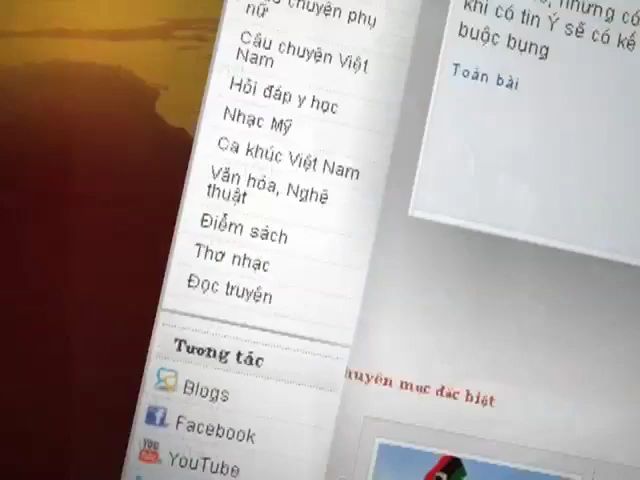 chuyện phụ
nữ
Câu chuyện Việt
Nam
Hỏi đáp y học
Nhạc Mỹ
Ca khúc Việt Nam
Văn hóa, Nghệ
thuật
Điểm sách
Thơ nhạc
Đọc truyện
Tương tác
Blogs
Facebook
YouTube
nhưng
khi có tin Ý sẽ có kế
buộc bụng
Toàn bài
chuyên mục đặc biệt